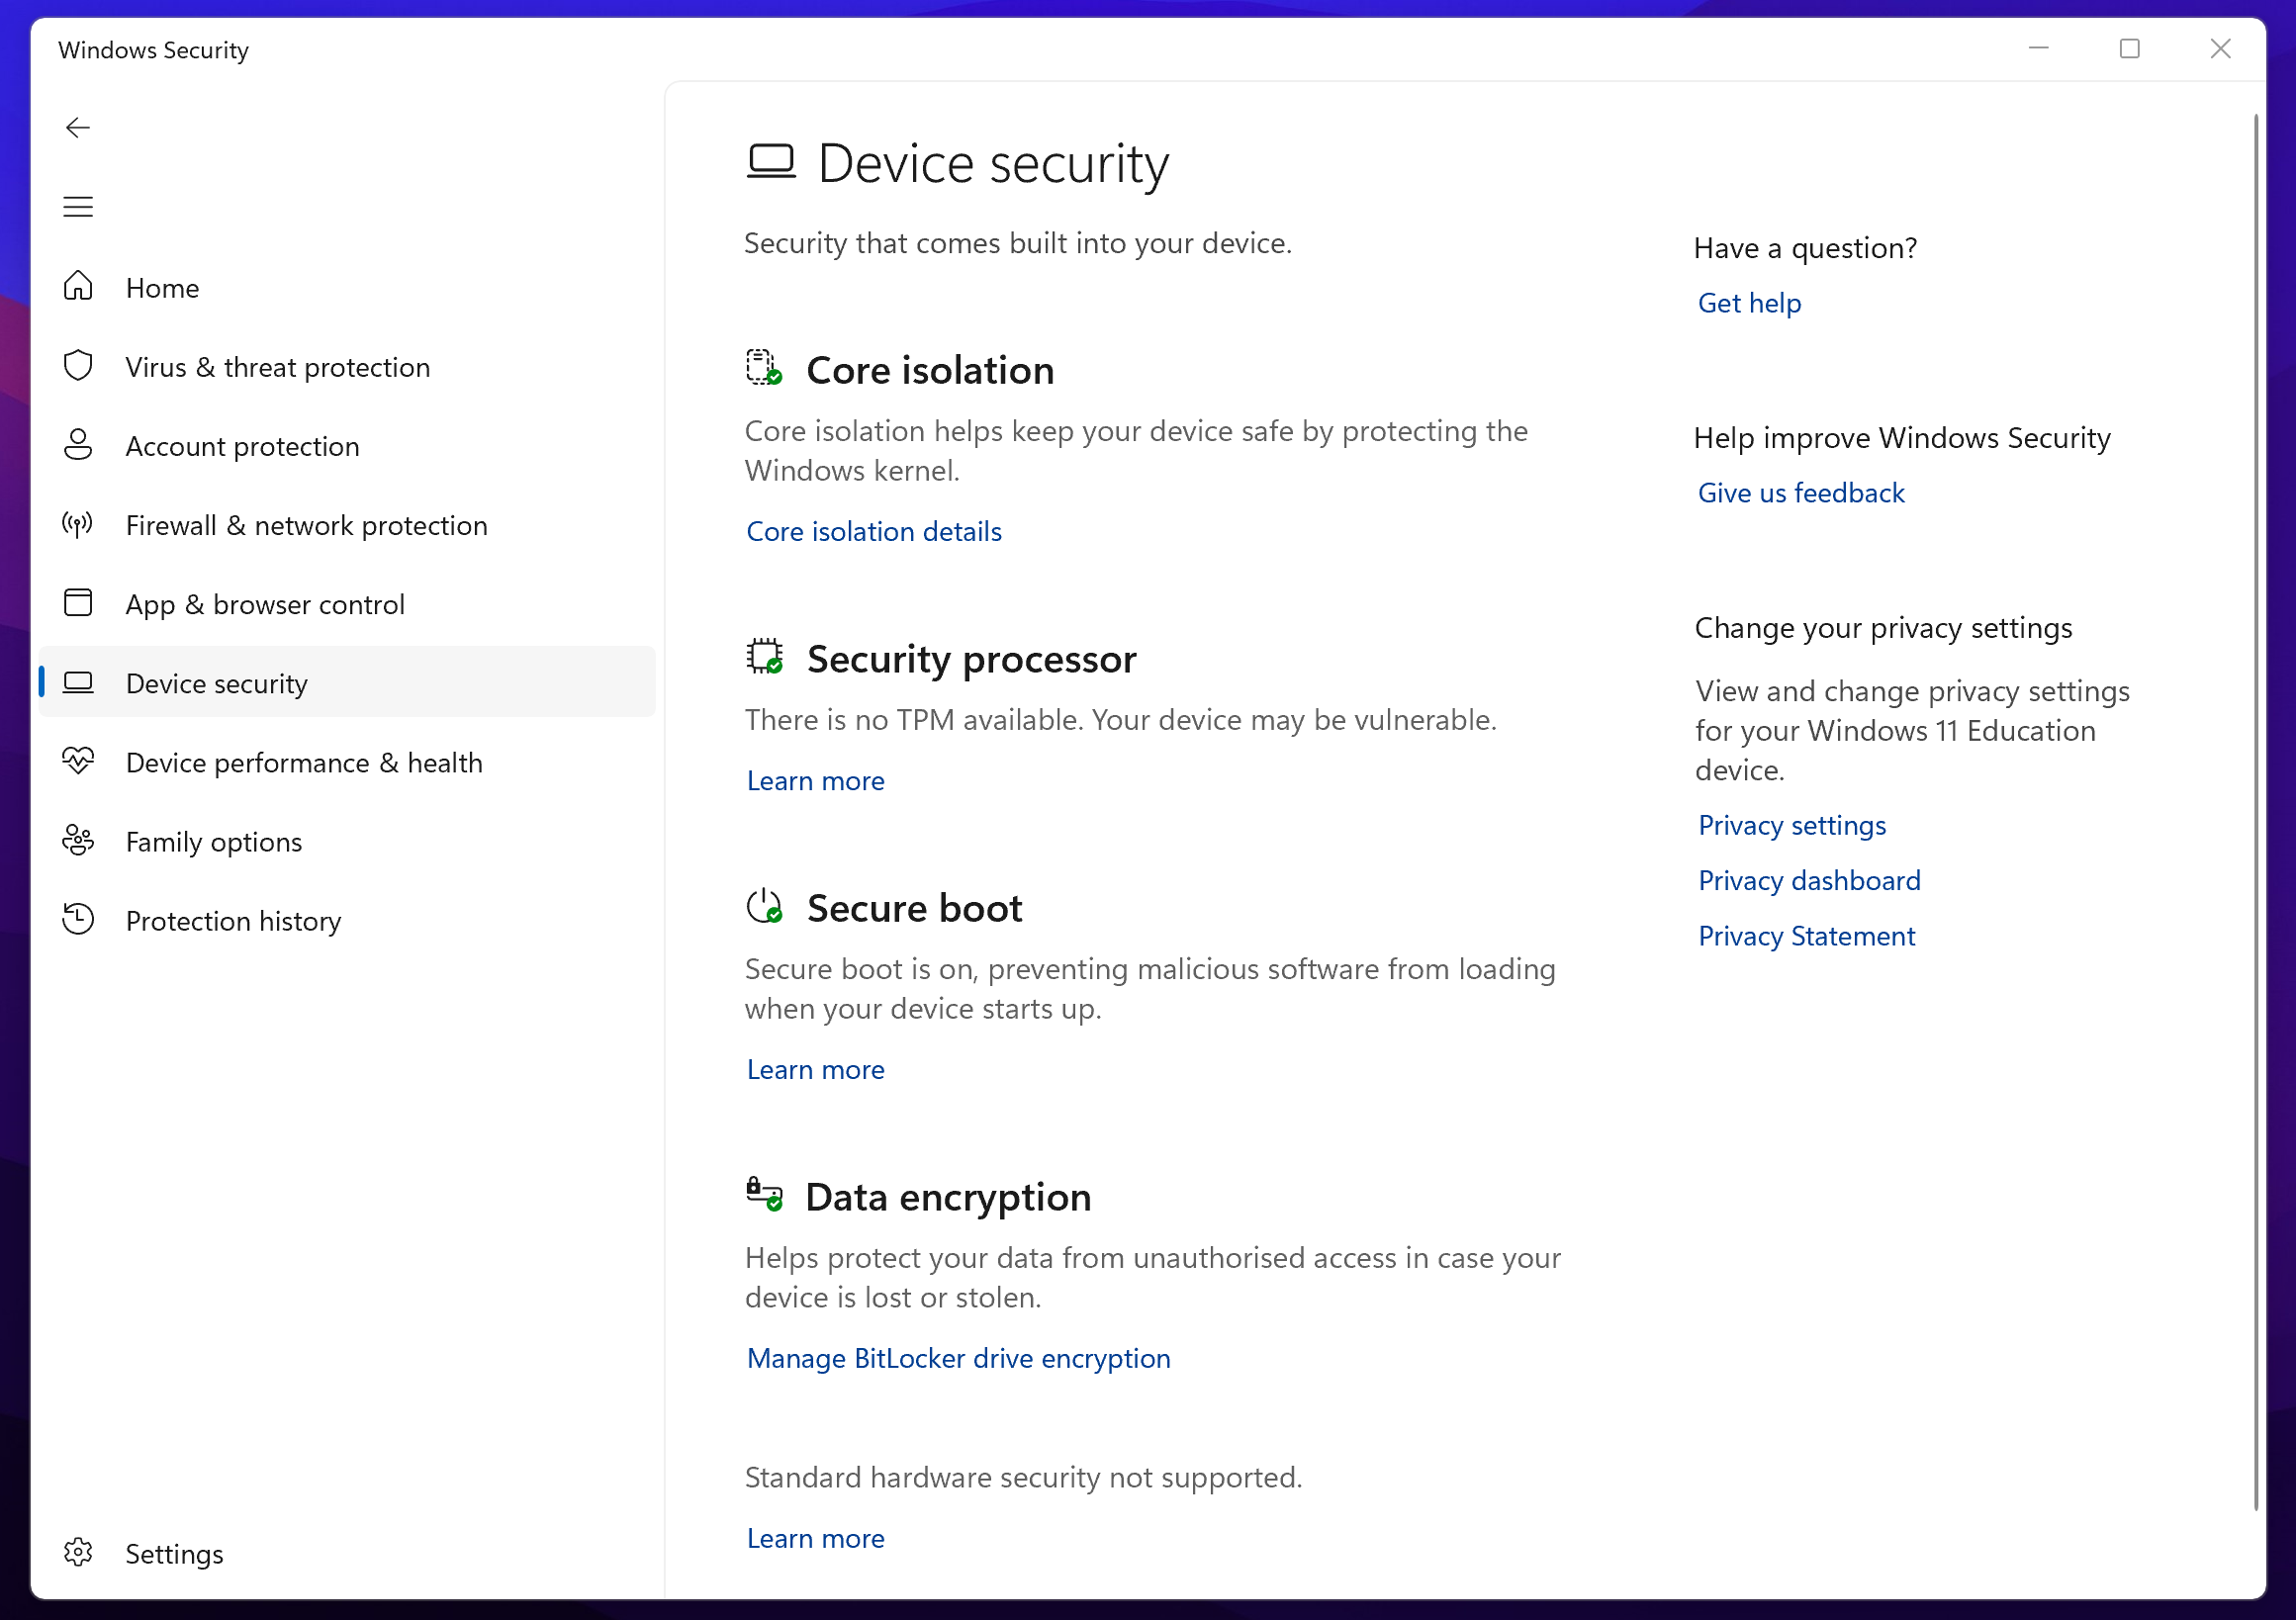 Windows Security
Home
Virus & threat protection
Account protection
Firewall & network protection
App & browser control
Device security
Device performance & health
Family options
Protection history
Settings
Device security
Security that comes built into your device.
Core isolation
Core isolation helps keep your device safe by protecting the
Windows kernel.
Core isolation details
Security processor
There is no TPM available. Your device may be vulnerable.
Learn more
Secure boot
Secure boot is on, preventing malicious software from loading
when your device starts up.
Learn more
Data encryption
Helps protect your data from unauthorised access in case your
device is lost or stolen.
Manage BitLocker drive encryption
Standard hardware security not supported.
Learn more
Have a question?
Get help
Help improve Windows Security
Give us feedback
Change your privacy settings
View and change privacy settings
for your Windows 11 Education
device.
Privacy settings
Privacy dashboard
Privacy Statement